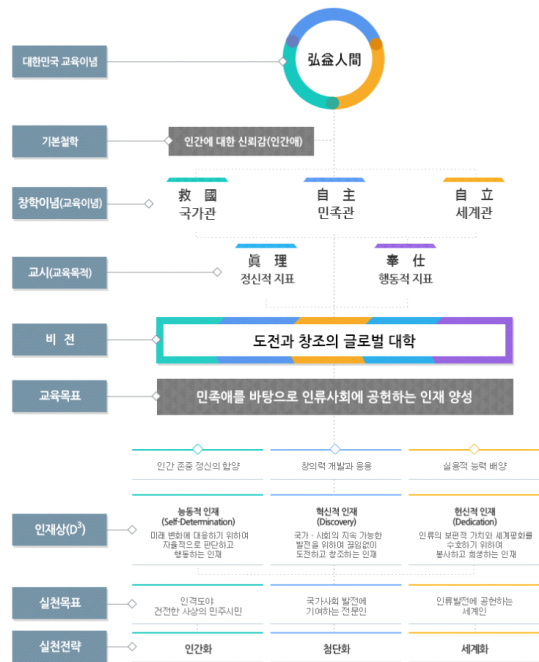 대한민국 교육이념
弘益人間
기본철학
인간에 대한 신뢰감(인간애)
창학이념(교육이념)
救 國
국가관
自 主
민족관
自 立
세계관
교시(교육목적)
眞 理
정신적 지표
奉 仕
행동적 지표
비 전
도전과 창조의 글로벌 대학
교육목표
민족애를 바탕으로 인류사회에 공헌하는 인재 양성
인간 존중 정신의 함양
창의력 개발과 응용
실용적 능력 배양
인재상(D³)
능동적 인재
(Self-Determination)
미래 변화에 대응하기 위하여
자율적으로 판단하고
행동하는 인재
혁신적 인재
(Discovery)
국가·사회의 지속 가능한
발전을 위하여 끊임없이
도전하고 창조하는 인재
헌신적 인재
(Dedication)
인류의 보편적 가치와 세계평화를
수호하기 위하여
봉사하고 희생하는 인재
실천목표
인격도야
건전한 사상의 민주시민
국가사회 발전에
기여하는 전문인
인류발전에 공헌하는
세계인
실천전략
인간화
첨단화
세계화